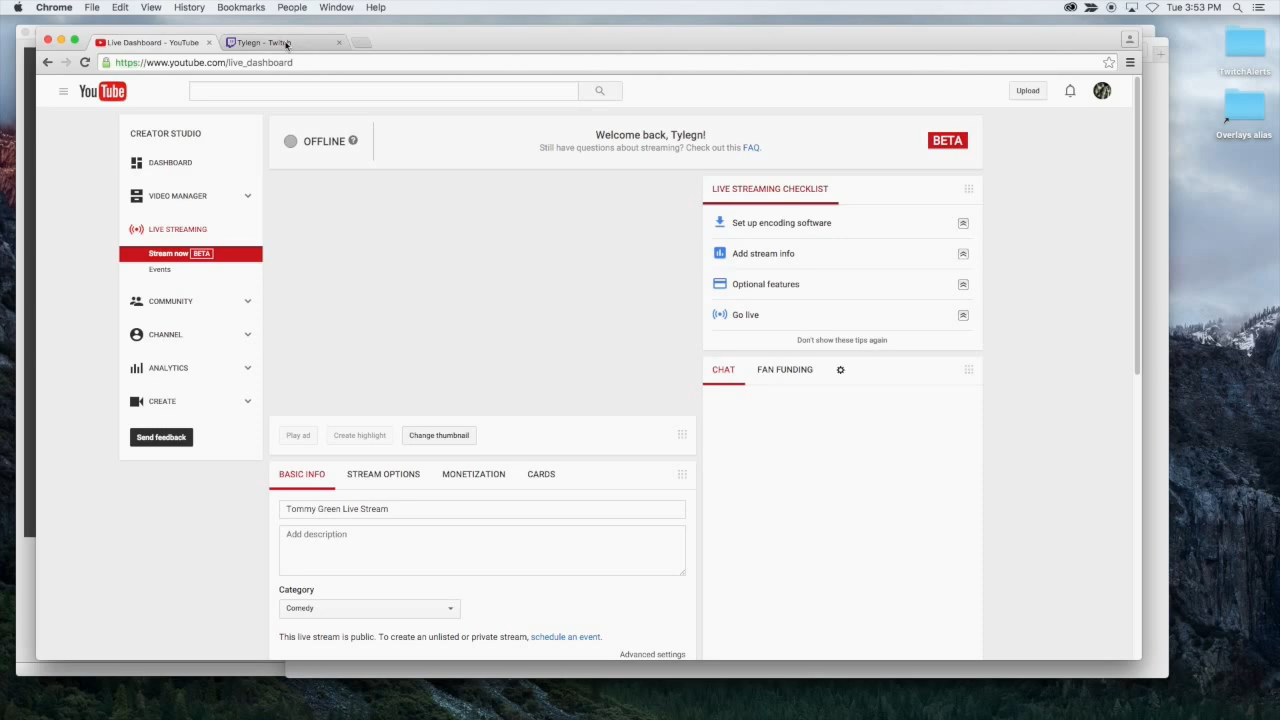 Chrome File Edit View History Bookmarks People Window Help
Tue 3:53 PM
Live Dashboard - YouTube
Tylegn - Twitch
https://www.youtube.com/live_dashboard
TwitchAlerts
Overlays alias
YouTube
Upload
CREATOR STUDIO
DASHBOARD
VIDEO MANAGER
LIVE STREAMING
Stream now BETA
Events
COMMUNITY
CHANNEL
ANALYTICS
CREATE
Send feedback
OFFLINE ?
Welcome back, Tylegn!
Still have questions about streaming? Check out this FAQ.
BETA
Play ad
Create highlight
Change thumbnail
BASIC INFO STREAM OPTIONS MONETIZATION CARDS
Tommy Green Live Stream
Add description
Category
Comedy
This live stream is public. To create an unlisted or private stream, schedule an event.
Advanced settings
LIVE STREAMING CHECKLIST
Set up encoding software
Add stream info
Optional features
Go live
Don't show these tips again
CHAT FAN FUNDING